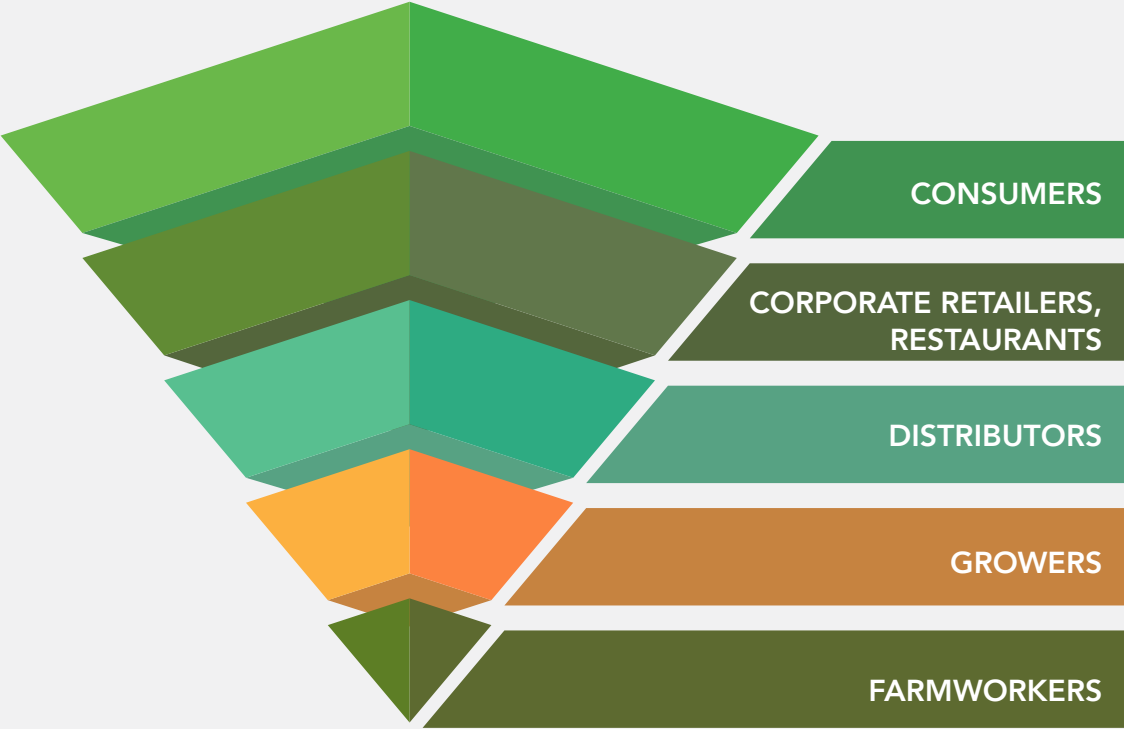 CONSUMERS
CORPORATE RETAILERS,
RESTAURANTS
DISTRIBUTORS
GROWERS
FARMWORKERS